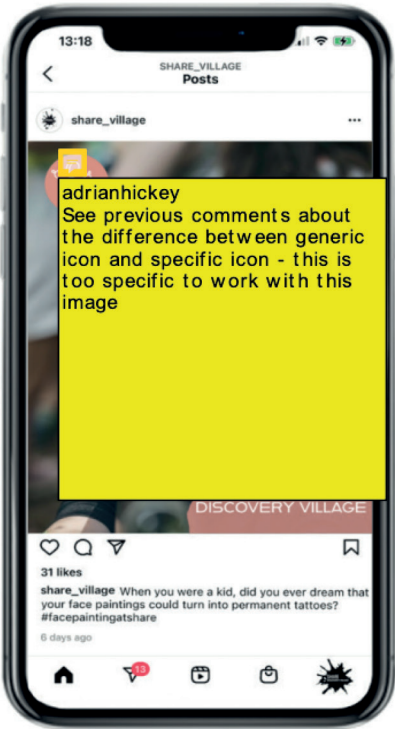 13:18
SHARE_VILLAGE
Posts
share_village
adrianhickey
See previous comments about
the difference between generic
icon and specific icon - this is
too specific to work with this
image
DISCOVERY VILLAGE
31 likes
share_village When you were a kid, did you ever dream that
your face paintings could turn into permanent tattoes?
#facepaintingatshare
6 days ago
13